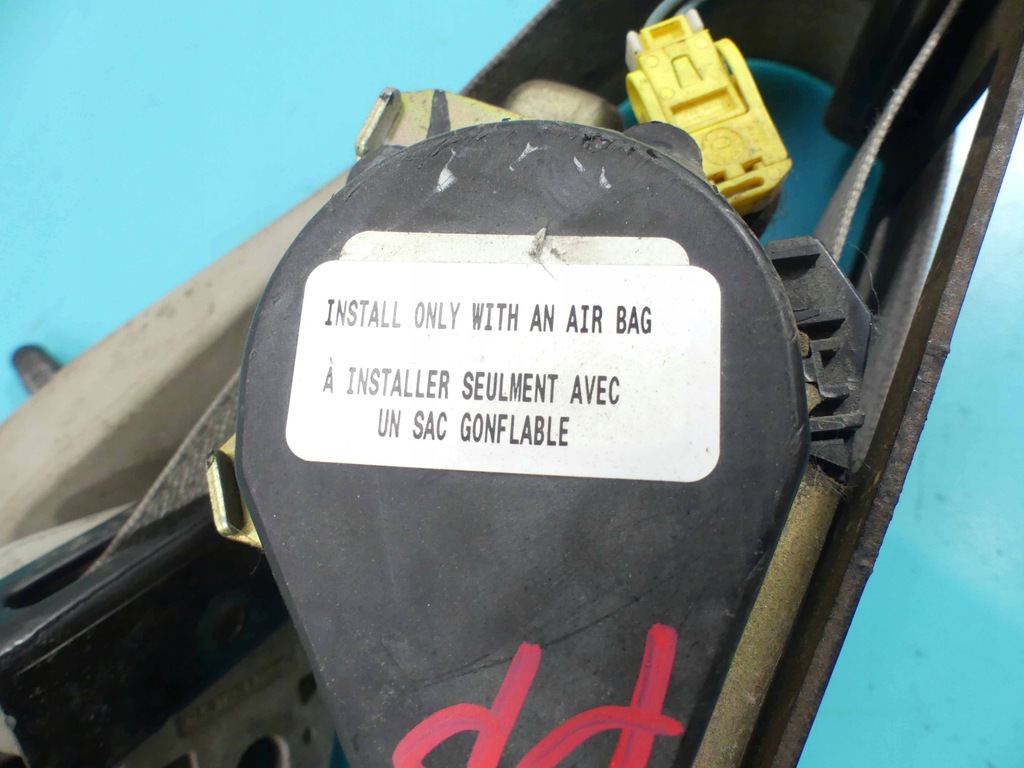 INSTALL ONLY WITH AN AIR BAG
À INSTALLER SEULMENT AVEC
UN SAC GONFLABLE